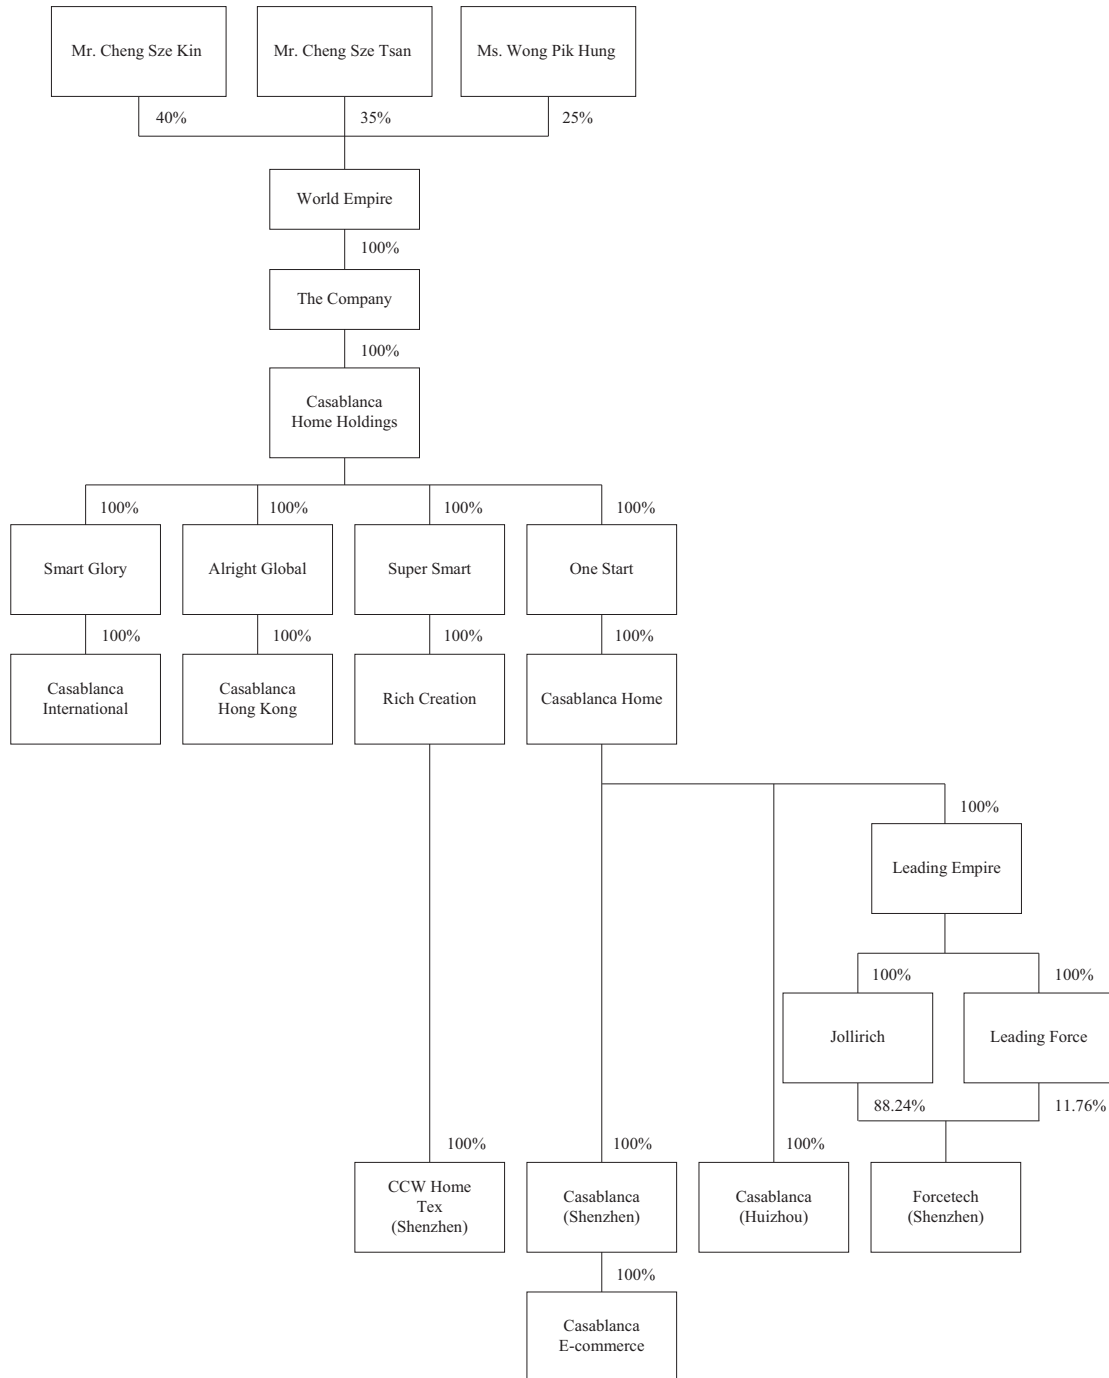 Mr. Cheng Sze Kin
Mr. Cheng Sze Tsan
Ms. Wong Pik Hung
40%
35%
25%
World Empire
100%
The Company
100%
Casablanca
Home Holdings
100%
100%
100%
100%
Smart Glory
Alright Global
Super Smart
One Start
100%
100%
100%
100%
Casablanca
International
Casablanca
Hong Kong
Rich Creation
Casablanca Home
100%
Leading Empire
100%
100%
Jollirich
Leading Force
88.24%
11.76%
100%
100%
100%
CCW Home
Tex
(Shenzhen)
Casablanca
(Shenzhen)
Casablanca
(Huizhou)
Forcetech
(Shenzhen)
100%
Casablanca
E-commerce